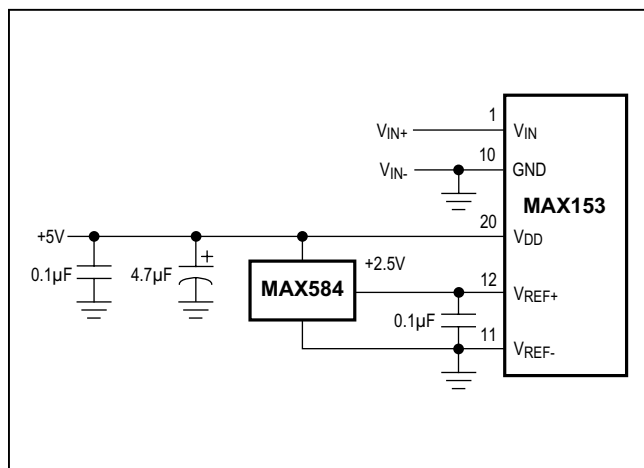 1
VIN+
VIN
10
VIN-
GND
MAX153
+5V
20
VDD
0.1µF
4.7µF
+
+2.5V
MAX584
12
VREF+
0.1µF
11
VREF-